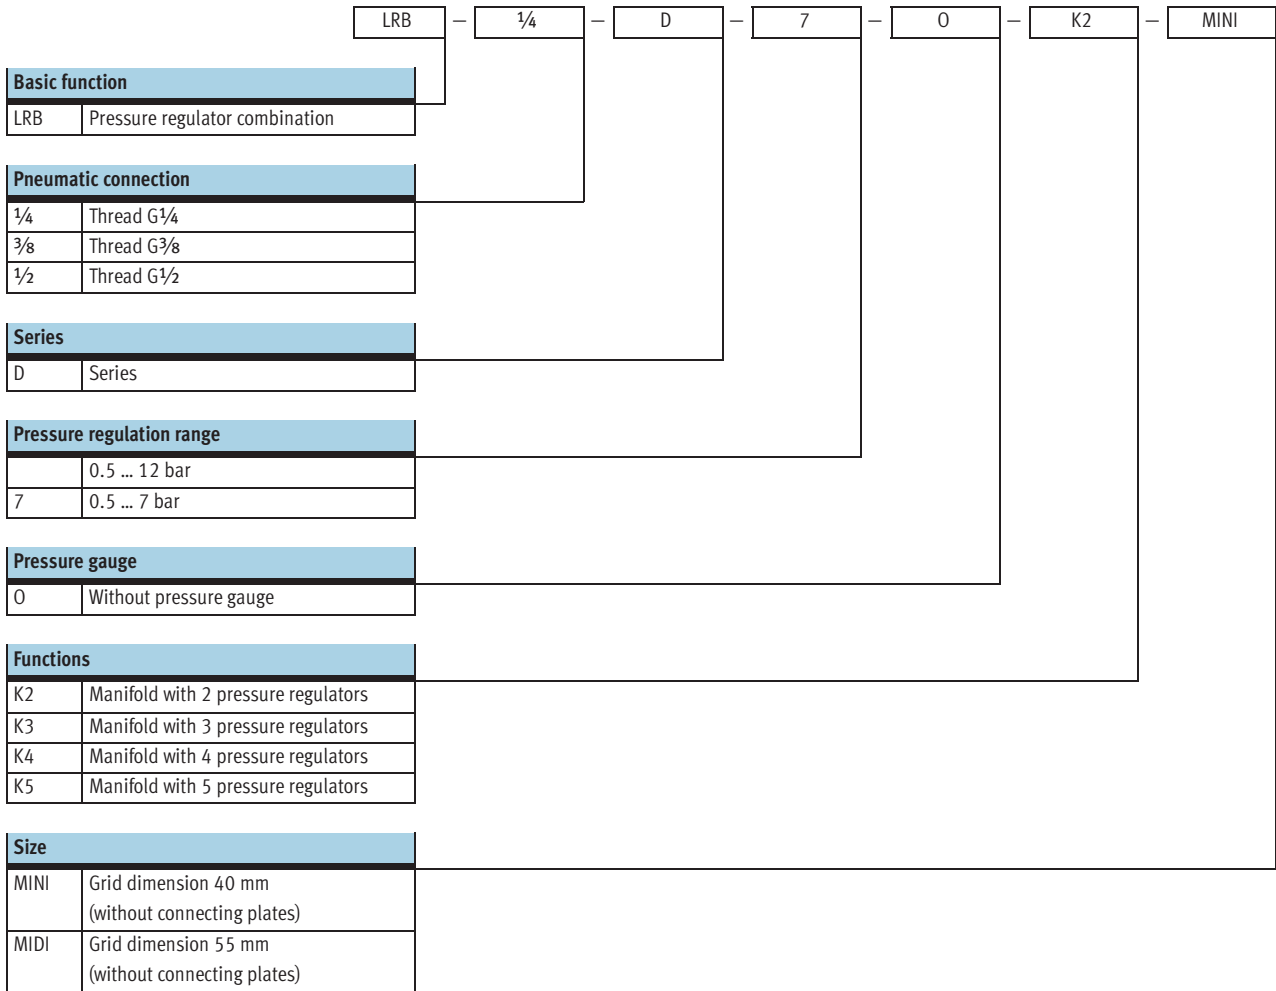 LRB – ¼ – D – 7 – O – K2 – MINI
Basic function
LRB Pressure regulator combination
Pneumatic connection
¼ Thread G¼
⅜ Thread G⅜
½ Thread G½
Series
D Series
Pressure regulation range
0.5 … 12 bar
7 0.5 … 7 bar
Pressure gauge
O Without pressure gauge
Functions
K2 Manifold with 2 pressure regulators
K3 Manifold with 3 pressure regulators
K4 Manifold with 4 pressure regulators
K5 Manifold with 5 pressure regulators
Size
MINI Grid dimension 40 mm
(without connecting plates)
MIDI Grid dimension 55 mm
(without connecting plates)